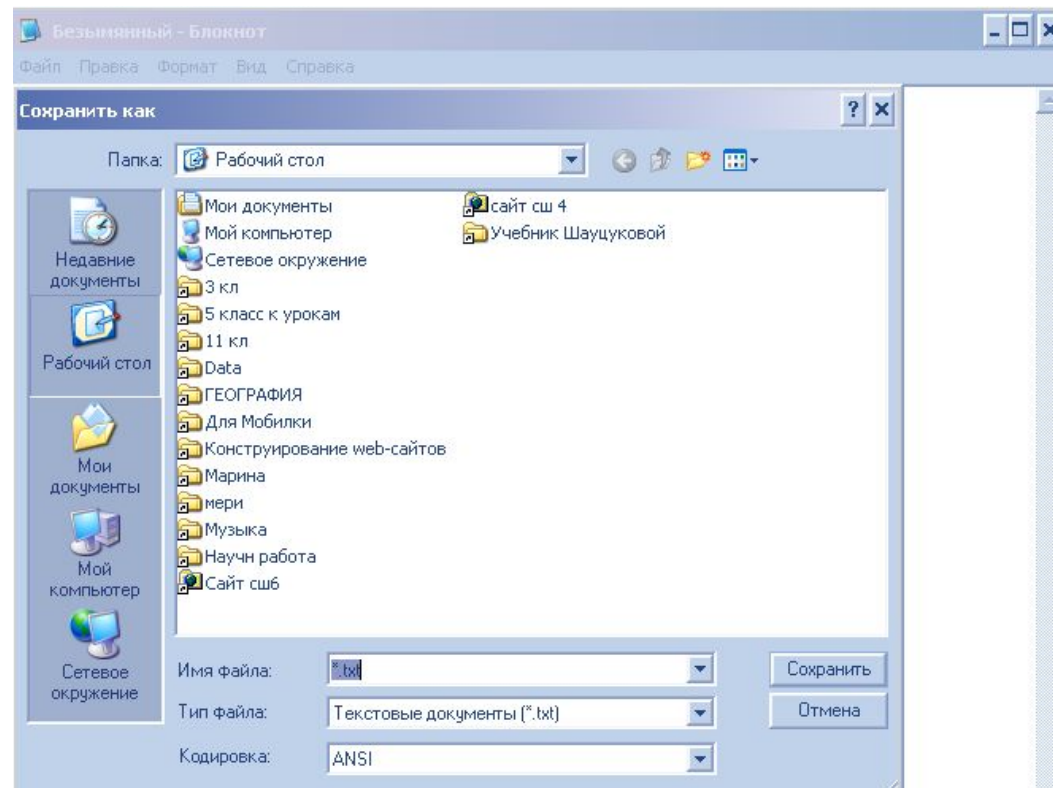 Безымянный - Блокнот
Файл Правка Формат Вид Справка
Сохранить как
Папка: Рабочий стол
Недавние документы
Рабочий стол
Мои документы
Мой компьютер
Сетевое окружение
Мои документы
Мой компьютер
Сетевое окружение
3 кл
5 класс к урокам
11 кл
Data
ГЕОГРАФИЯ
Для Мобилки
Конструирование web-сайтов
Марина
мери
Музыка
Научн работа
Сайт сш6
сайт сш 4
Учебник Шауцуковой
Имя файла: *.txt Сохранить
Тип файла: Текстовые документы (*.txt) Отмена
Кодировка: ANSI